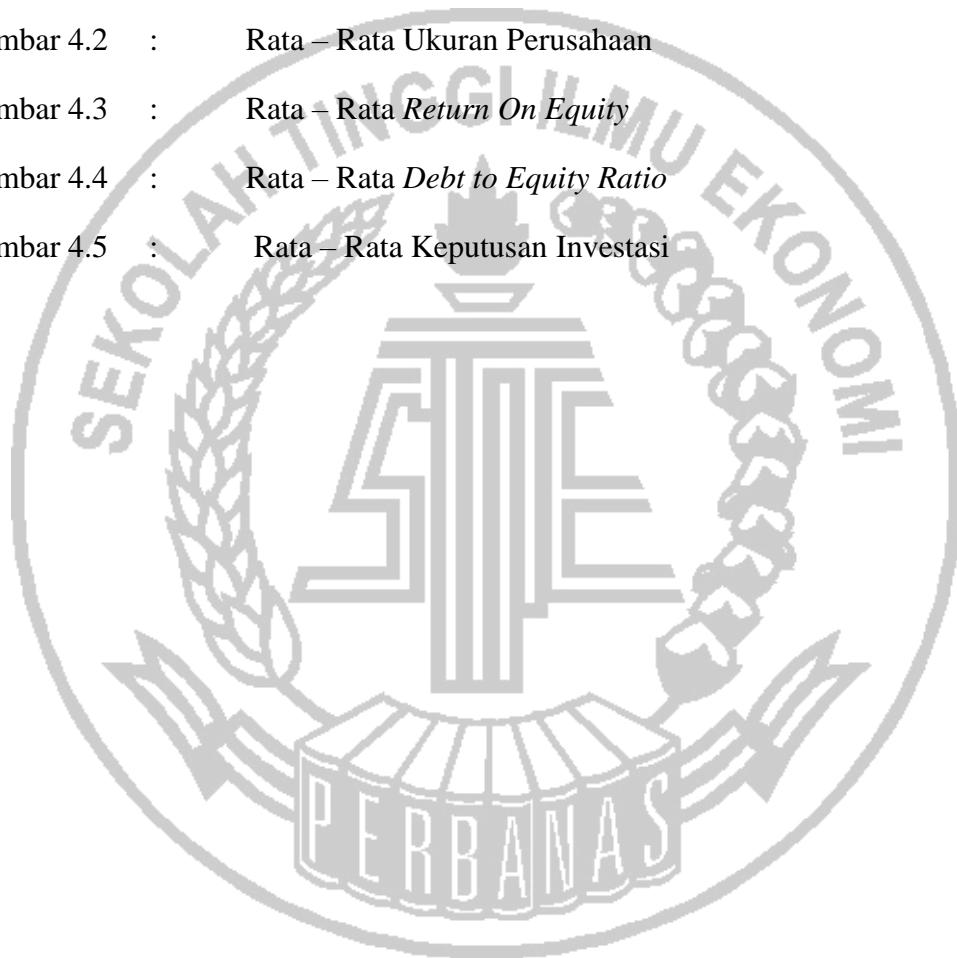 mbar 4.2 : Rata – Rata Ukuran Perusahaan
mbar 4.3 : Rata – Rata Return On Equity
mbar 4.4 : Rata – Rata Debt to Equity Ratio
mbar 4.5 : Rata – Rata Keputusan Investasi
SEKOLAH TINGGI ILMU EKONOMI
STIE
PERBANAS